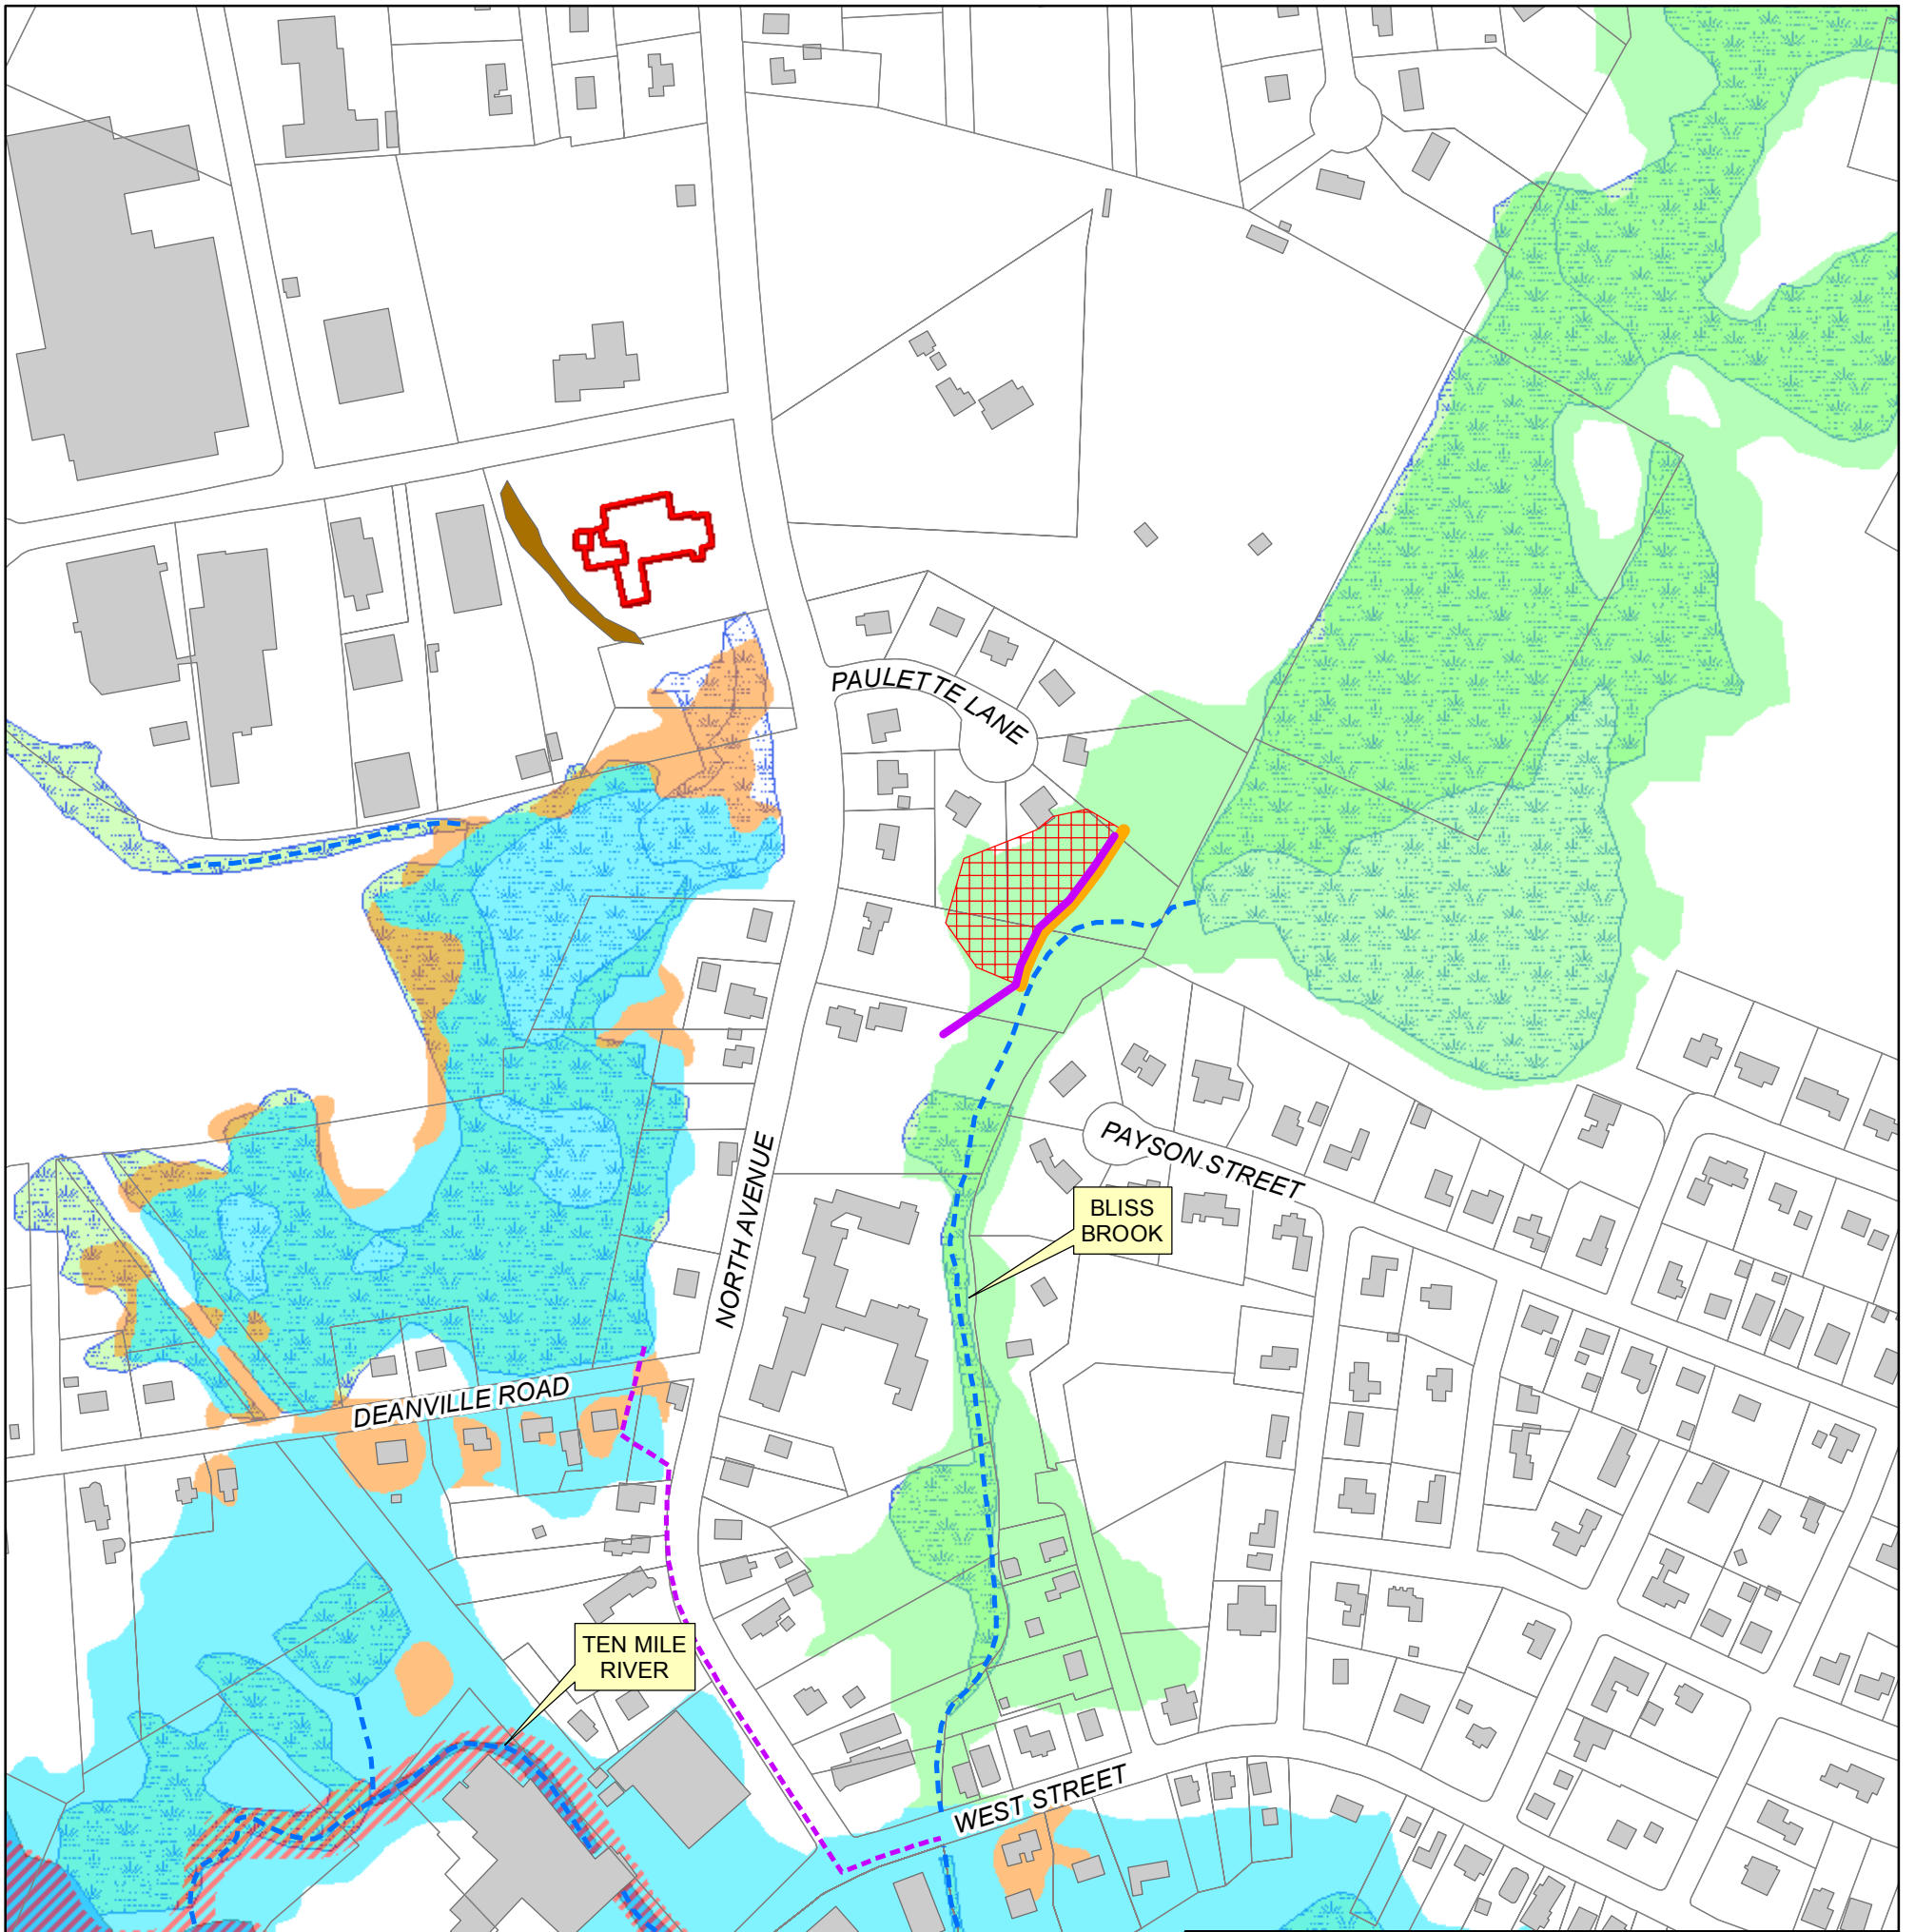 PAULETTE LANE
NORTH AVENUE
PAYSON STREET
BLISS
BROOK
DEANVILLE ROAD
TEN MILE
RIVER
WEST STREET